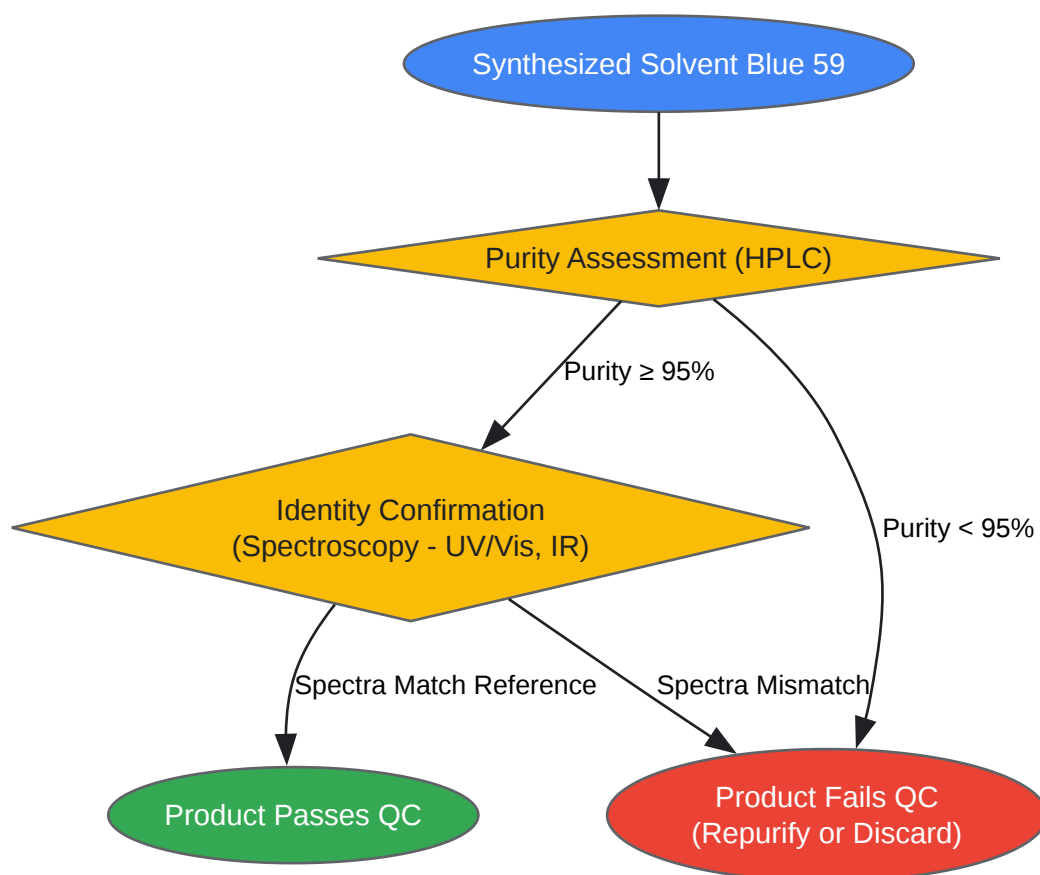 Synthesized Solvent Blue 59
Purity Assessment (HPLC)
Purity ≥ 95%
Identity Confirmation
(Spectroscopy - UV/Vis, IR)
Purity < 95%
Spectra Match Reference
Spectra Mismatch
Product Passes QC
Product Fails QC
(Repurify or Discard)